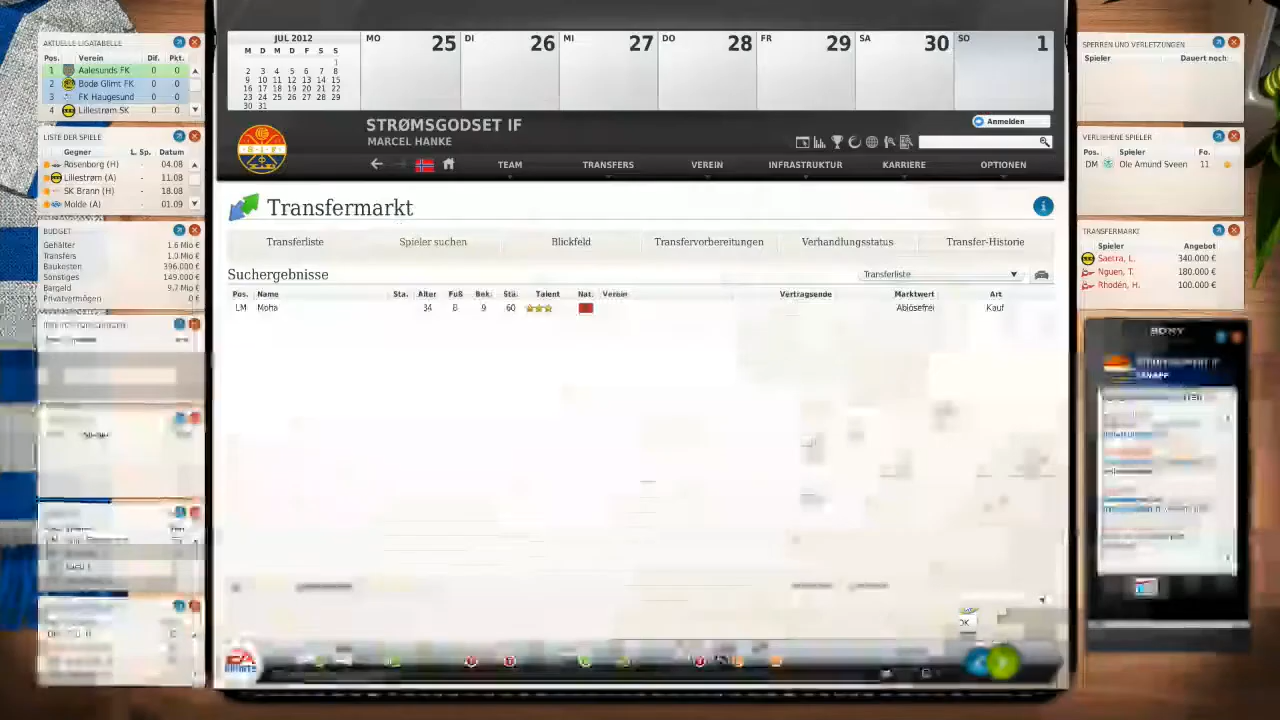 AKTUELLE LIGATABELLE
Pos. Verein Dif. Pkt.
1 Aalesunds FK 0 0
2 Bodø Glimt FK 0 0
3 FK Haugesund 0 0
4 Lillestrøm SK 0 0
LISTE DER SPIELE
Gegner L. Sp. Datum
Rosenborg (H) - 04.08
Lillestrøm (A) - 11.08
SK Brann (H) - 18.08
Molde (A) - 01.09
BUDGET
Gehälter 1.6 Mio €
Transfers 1.0 Mio €
Baukosten 396.000 €
Sonstiges 149.000 €
Bargeld 9.7 Mio €
Privatvermögen 0 €
JUL 2012
M D M D F S S
1
2 3 4 5 6 7 8
9 10 11 12 13 14 15
16 17 18 19 20 21 22
23 24 25 26 27 28 29
30 31
MO 25 DI 26 MI 27 DO 28 FR 29 SA 30 SO 1
STRØMSGODSET IF
MARCEL HANKE
Anmelden
TEAM TRANSFERS VEREIN INFRASTRUKTUR KARRIERE OPTIONEN
Transfermarkt
Transferliste Spieler suchen Blickfeld Transfervorbereitungen Verhandlungsstatus Transfer-Historie
Suchergebnisse
Transferliste
Pos. Name Sta. Alter Fuß Bek. Stä. Talent Nat. Verein Vertragsende Marktwert Art
LM Moha 34 B 9 60 Ablösefrei Kauf
OK
SPERREN UND VERLETZUNGEN
Spieler Dauert noch
VERLIEHENE SPIELER
Pos. Spieler Fo.
DM Ole Amund Sveen 11
TRANSFERMARKT
Spieler Angebot
Saetra, L. 340.000 €
Nguen, T. 180.000 €
Rhodén, H. 100.000 €
SONY